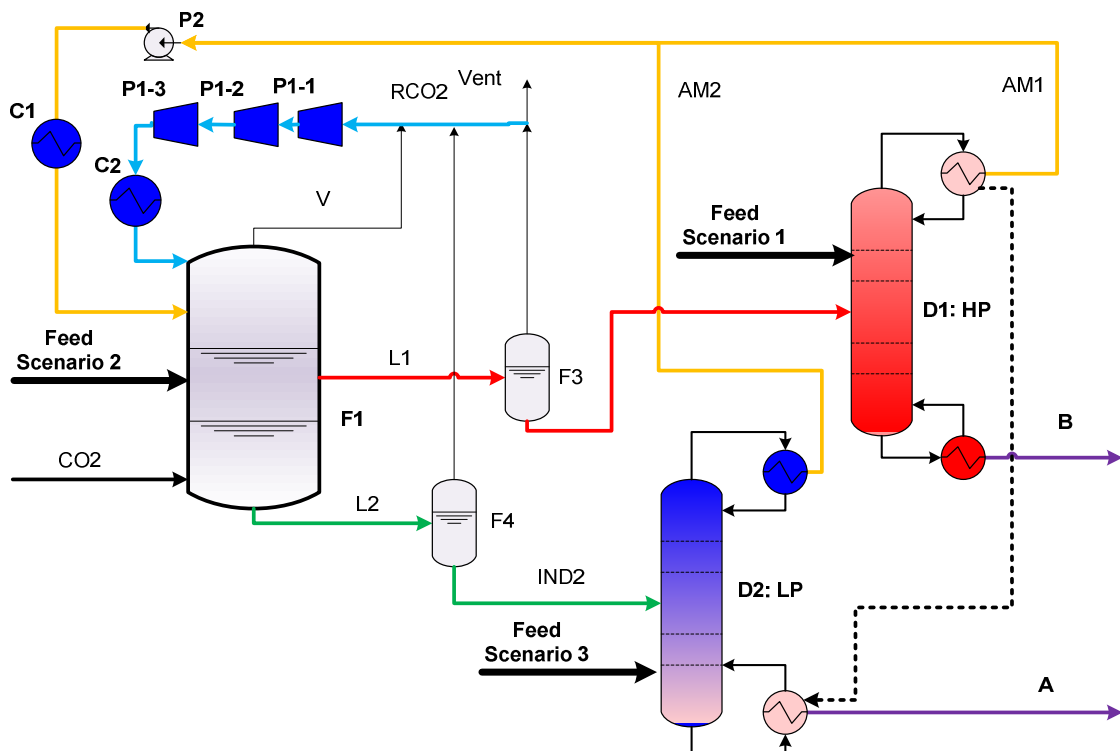 P2
Vent
P1-3
P1-2
P1-1
RCO2
AM2
AM1
C1
C2
V
Feed
Scenario 1
D1: HP
Feed
Scenario 2
L1
F3
F1
B
CO2
L2
F4
IND2
D2: LP
Feed
Scenario 3
A